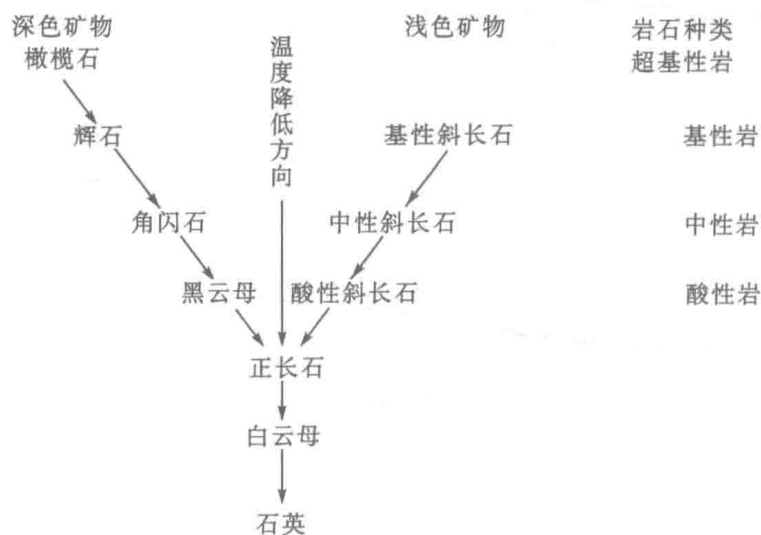 深色矿物
浅色矿物
岩石种类
橄榄石
温度降低方向
超基性岩
辉石
基性斜长石
基性岩
角闪石
中性斜长石
中性岩
黑云母
酸性斜长石
酸性岩
正长石
白云母
石英